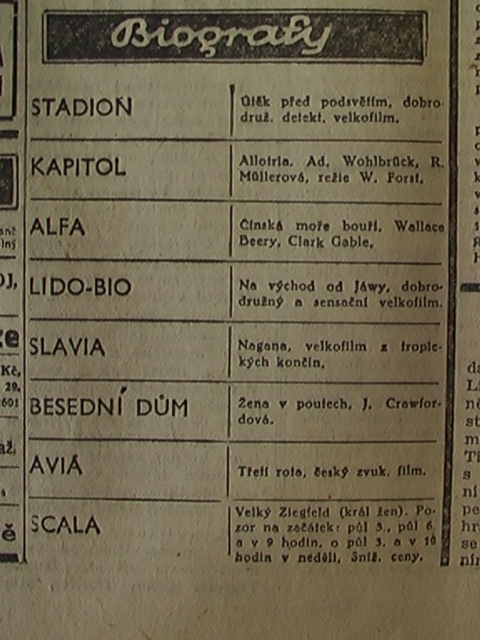 Biografy
STADION
Útěk před podsvětím, dobro-
druž. detekt. velkofilm.
KAPITOL
Allotria. Ad. Wohlbrück, R.
Müllerová, režie W. Forst.
ALFA
Čínská moře bouří. Wallace
Beery, Clark Gable.
LIDO-BIO
Na východ od Jáwy, dobro-
družný a sensační velkofilm.
SLAVIA
Nagana, velkofilm z tropic-
kých končin.
BESEDNÍ DŮM
Žena v poutech. J. Crawfor-
dová.
AVIA
Třetí rota, český zvuk. film.
SCALA
Velký Ziegfeld (král žen). Po-
zor na začátek: půl 3., půl 6.
a v 9 hodin, o půl 3. a v 10
hodin v neděli. Sníž. ceny.